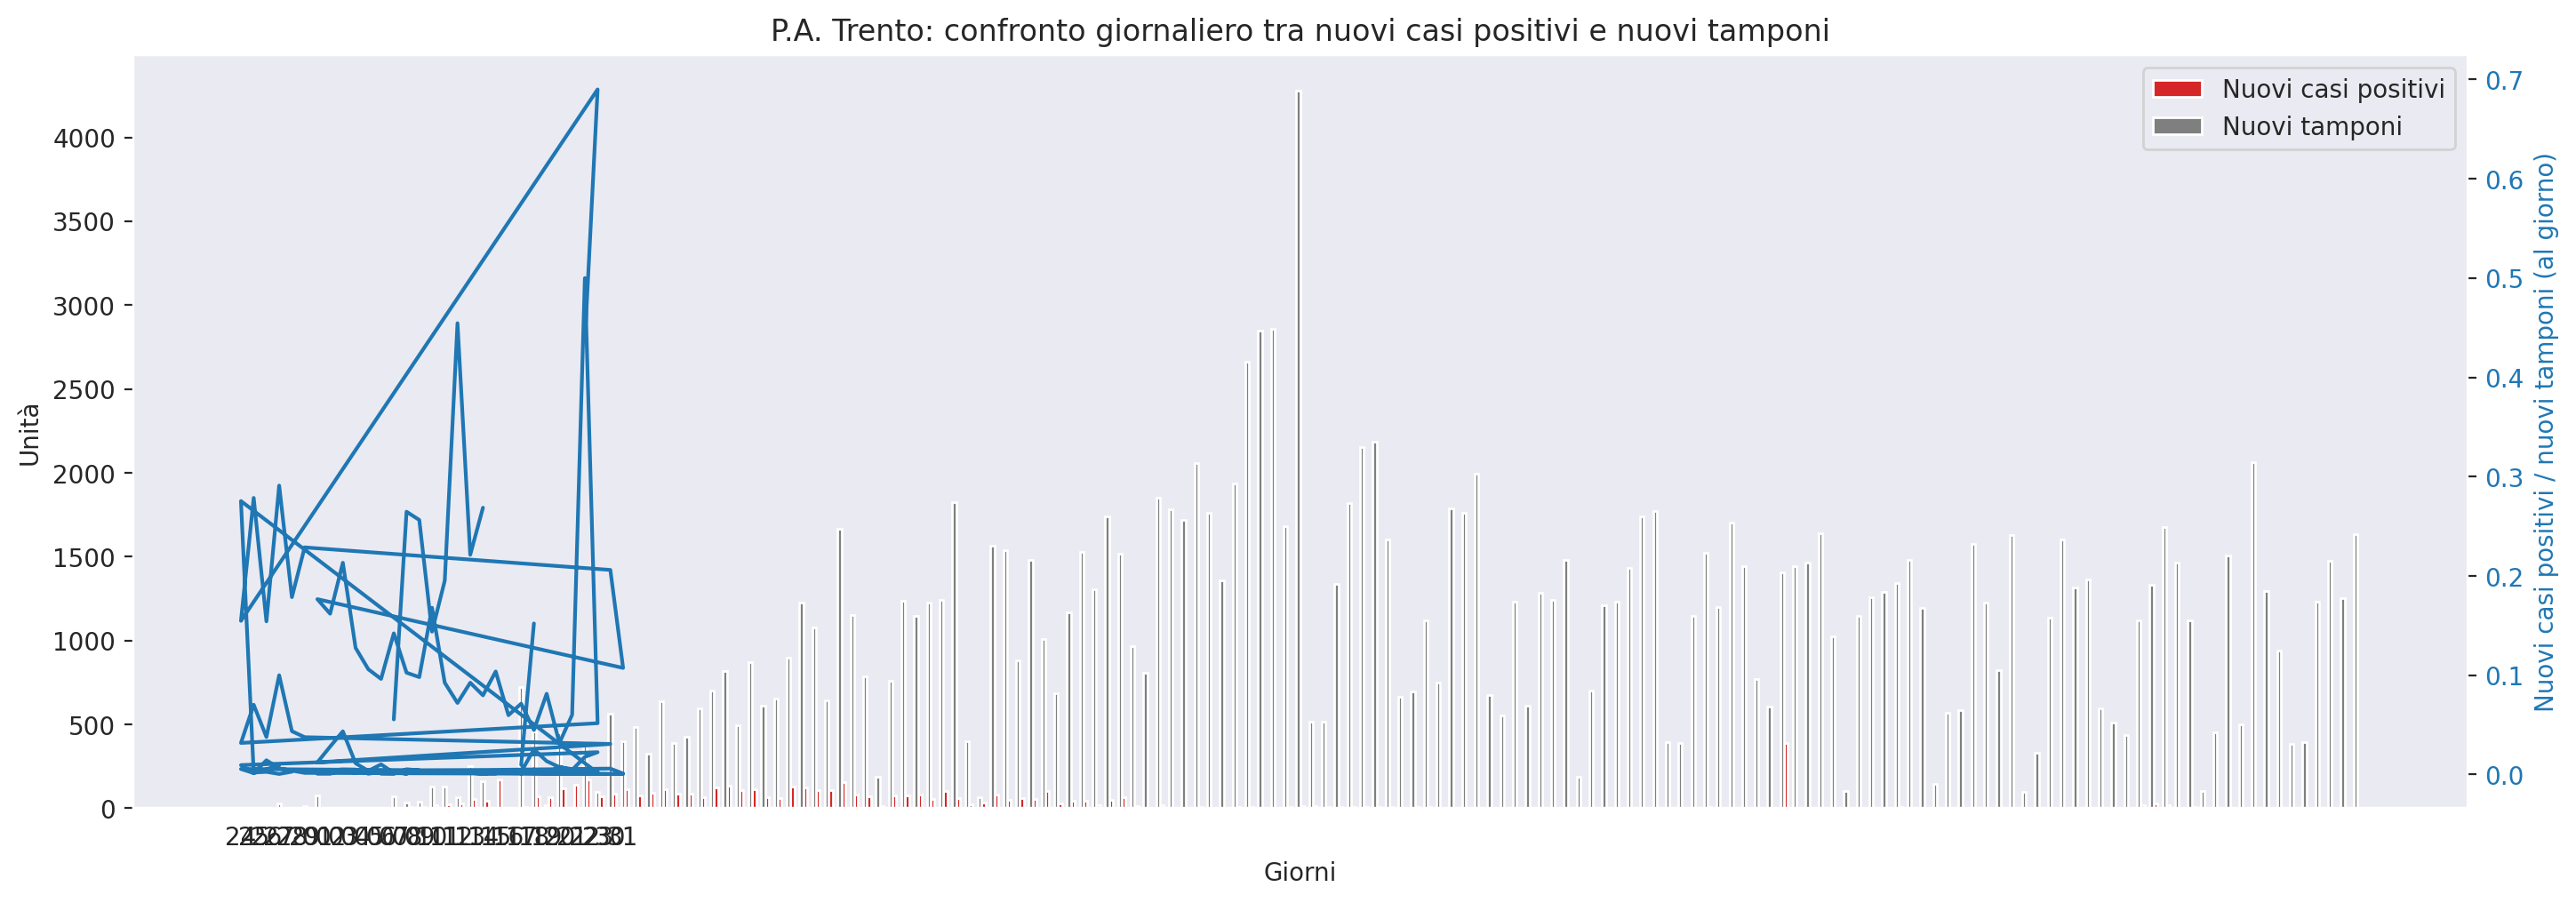 P.A. Trento: confronto giornaliero tra nuovi casi positivi e nuovi tamponi
Nuovi casi positivi
Nuovi tamponi
Unità
4000
3500
3000
2500
2000
1500
1000
500
0
0.7
0.6
0.5
0.4
0.3
0.2
0.1
0.0
Nuovi casi positivi / nuovi tamponi (al giorno)
Giorni